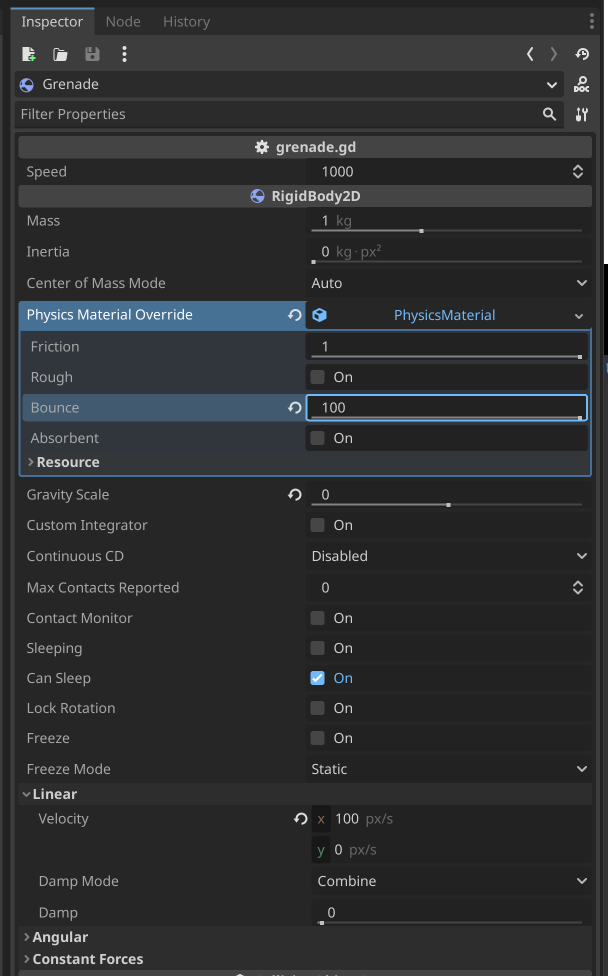 Inspector Node History
Grenade DOC
Filter Properties
grenade.gd
Speed 1000
RigidBody2D
Mass 1 kg
Inertia 0 kg·px²
Center of Mass Mode Auto
Physics Material Override PhysicsMaterial
Friction 1
Rough On
Bounce 100
Absorbent On
Resource
Gravity Scale 0
Custom Integrator On
Continuous CD Disabled
Max Contacts Reported 0
Contact Monitor On
Sleeping On
Can Sleep On
Lock Rotation On
Freeze On
Freeze Mode Static
Linear
Velocity x 100 px/s
y 0 px/s
Damp Mode Combine
Damp 0
Angular
Constant Forces